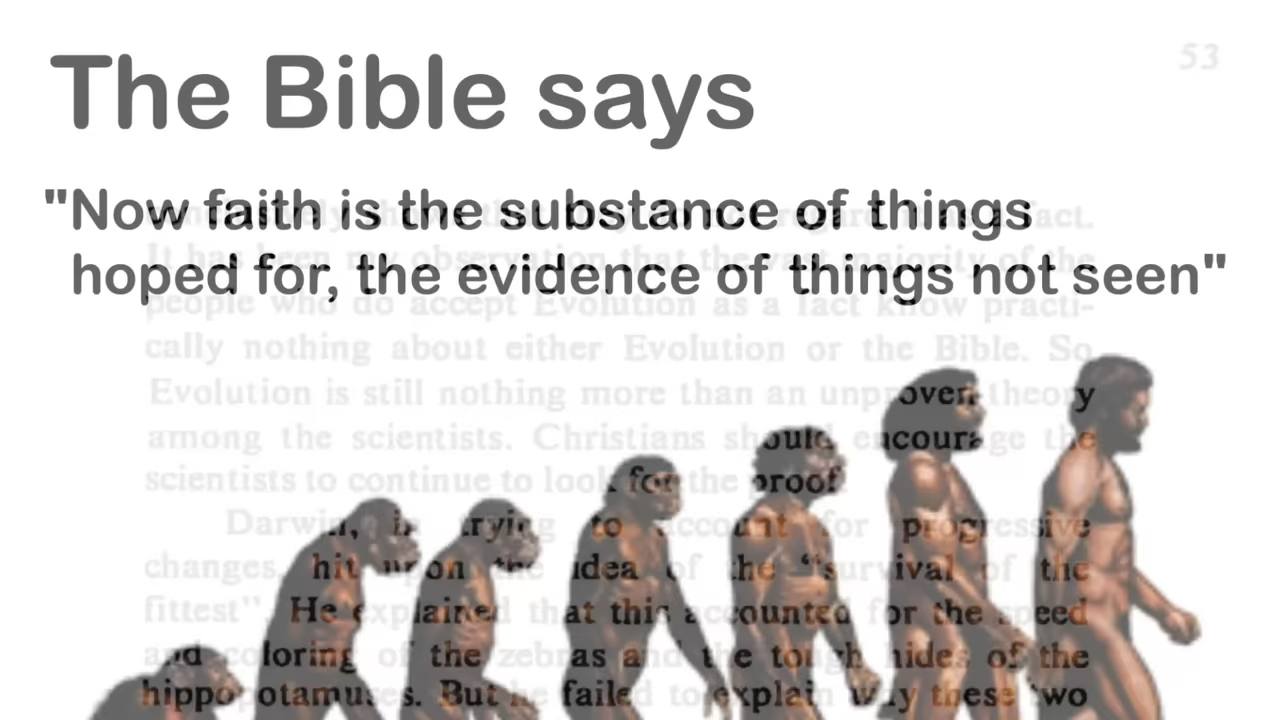 The Bible says
53
"Now faith is the substance of things
hoped for, the evidence of things not seen"
fact.
It has been my observation that the vast majority of the
people who do accept Evolution as a fact know practi-
cally nothing about either Evolution or the Bible. So
Evolution is still nothing more than an unproven theory
among the scientists. Christians should encourage the
scientists to continue to look for the proof.
Darwin, in trying to account for progressive
changes, hit upon the idea of the “survival of the
fittest”. He explained that this accounted for the speed
and coloring of the zebras and the tough hides of the
hippopotamuses. But he failed to explain why these two